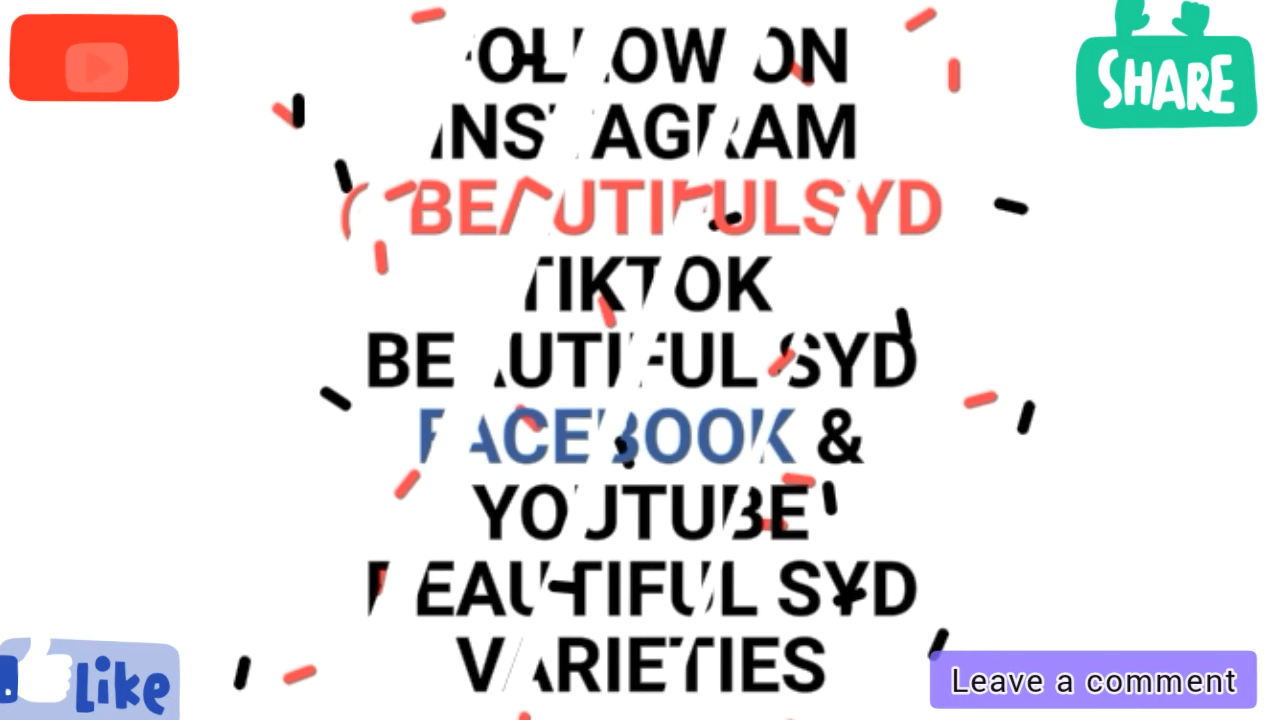 FOLLOW ON
INSTAGRAM
@BEAUTIFULSYD
TIKTOK
BEAUTIFUL SYD
FACEBOOK &
YOUTUBE
BEAUTIFUL SYD
VARIETIES
SHARE
Like
Leave a comment